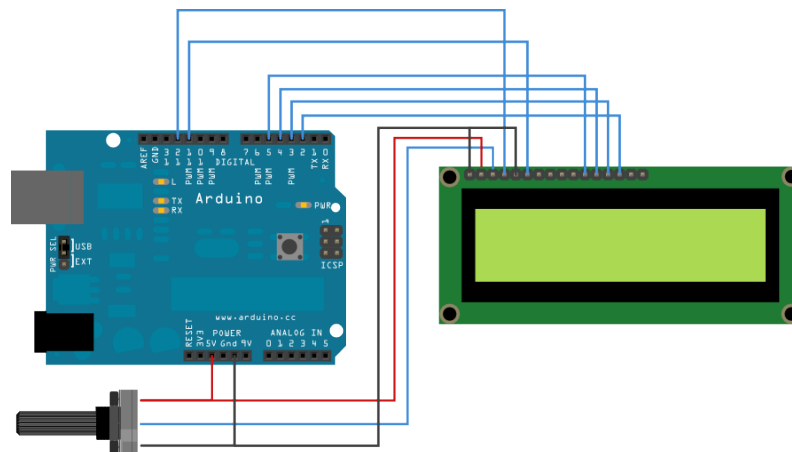 AREF
GND
13
12
11
10
9
8
7
6
5
4
3
2
1
0
PWM
PWM
PWM
DIGITAL
PWM
PWM
PWM
TX
RX
L
TX
RX
Arduino
PWR
1
PWR SEL
USB
EXT
ICSP
www.arduino.cc
POWER
ANALOG IN
RESET
3V3
5V
Gnd
9V
0
1
2
3
4
5